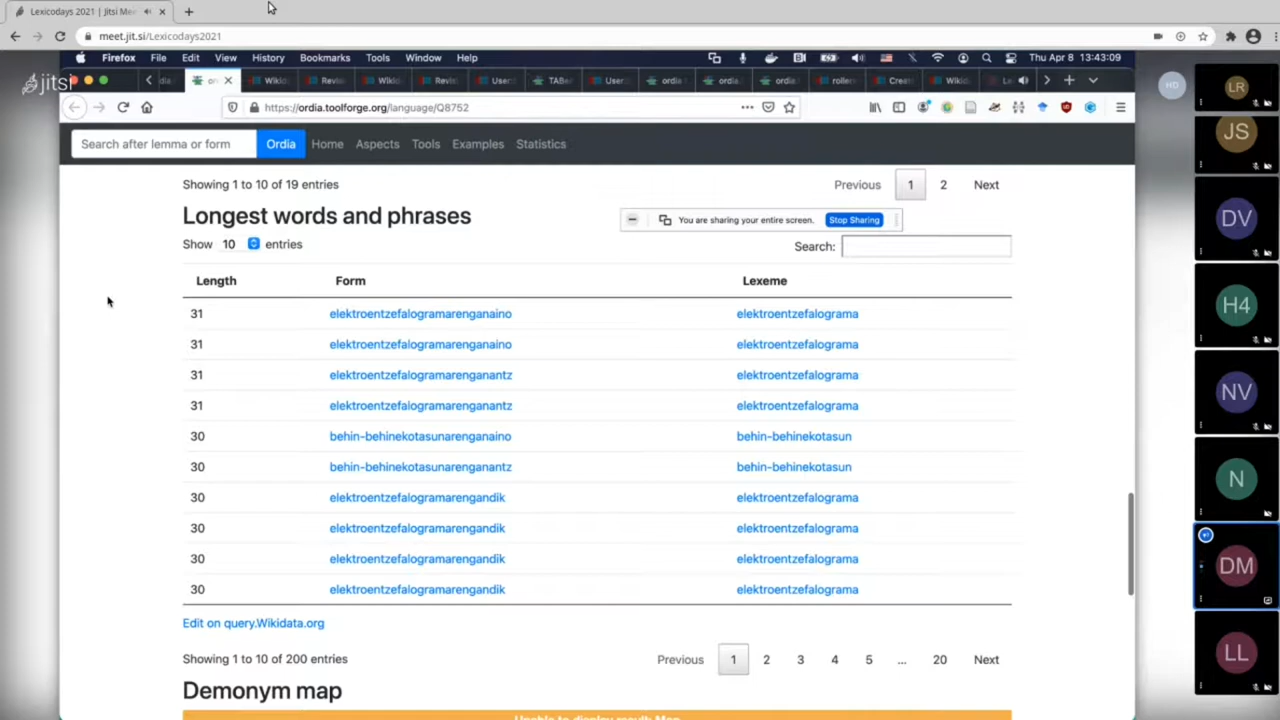 Lexicodays 2021 | Jitsi Me
meet.jit.si/Lexicodays2021
jitsi
Firefox File Edit View History Bookmarks Tools Window Help Thu Apr 8 13:43:09
https://ordia.toolforge.org/language/Q8752
Search after lemma or form Ordia Home Aspects Tools Examples Statistics
Showing 1 to 10 of 19 entries Previous 1 2 Next
Longest words and phrases
You are sharing your entire screen. Stop Sharing
Show 10 entries Search:
Length Form Lexeme
31 elektroentzefalogramarenganaino elektroentzefalograma
31 elektroentzefalogramarenganaino elektroentzefalograma
31 elektroentzefalogramarenganantz elektroentzefalograma
31 elektroentzefalogramarenganantz elektroentzefalograma
30 behin-behinekotasunarenganaino behin-behinekotasun
30 behin-behinekotasunarenganantz behin-behinekotasun
30 elektroentzefalogramarengandik elektroentzefalograma
30 elektroentzefalogramarengandik elektroentzefalograma
30 elektroentzefalogramarengandik elektroentzefalograma
30 elektroentzefalogramarengandik elektroentzefalograma
Edit on query.Wikidata.org
Showing 1 to 10 of 200 entries Previous 1 2 3 4 5 ... 20 Next
Demonym map
HD
LR
JS
DV
H4
NV
N
DM
LL